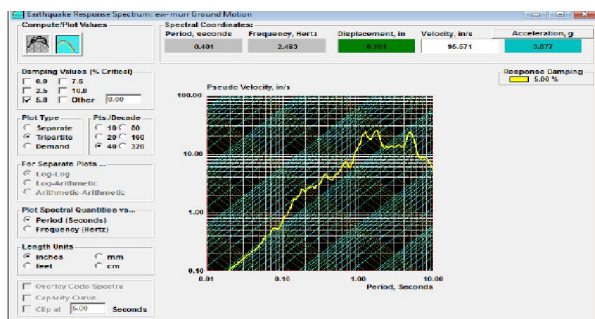 Earthquake Response Spectrum: ew-murr Ground Motion
Compute/Plot Values
Spectral Coordinates:
Period, seconds Frequency, Hertz Displacement, in Velocity, in/s Acceleration, g
0.401 2.493 95.571 3.877
Damping Values (% Critical)
0.0 7.5
2.5 10.0
5.0 Other 0.00
Response Damping
5.00 %
Plot Type Pts./Decade
Separate 10 80
Tripartite 20 160
Demand 40 320
For Separate Plots ...
Log-Log
Log-Arithmetic
Arithmetic-Arithmetic
Plot Spectral Quantities vs...
Period (Seconds)
Frequency (Hertz)
Length Units
inches mm
feet cm
Overlay Code Spectra
Capacity Curve
Clip at 5.00 Seconds
Pseudo Velocity, in/s
100.00
10.00
1.00
0.10
0.01 0.10 1.00 10.00
Period, Seconds